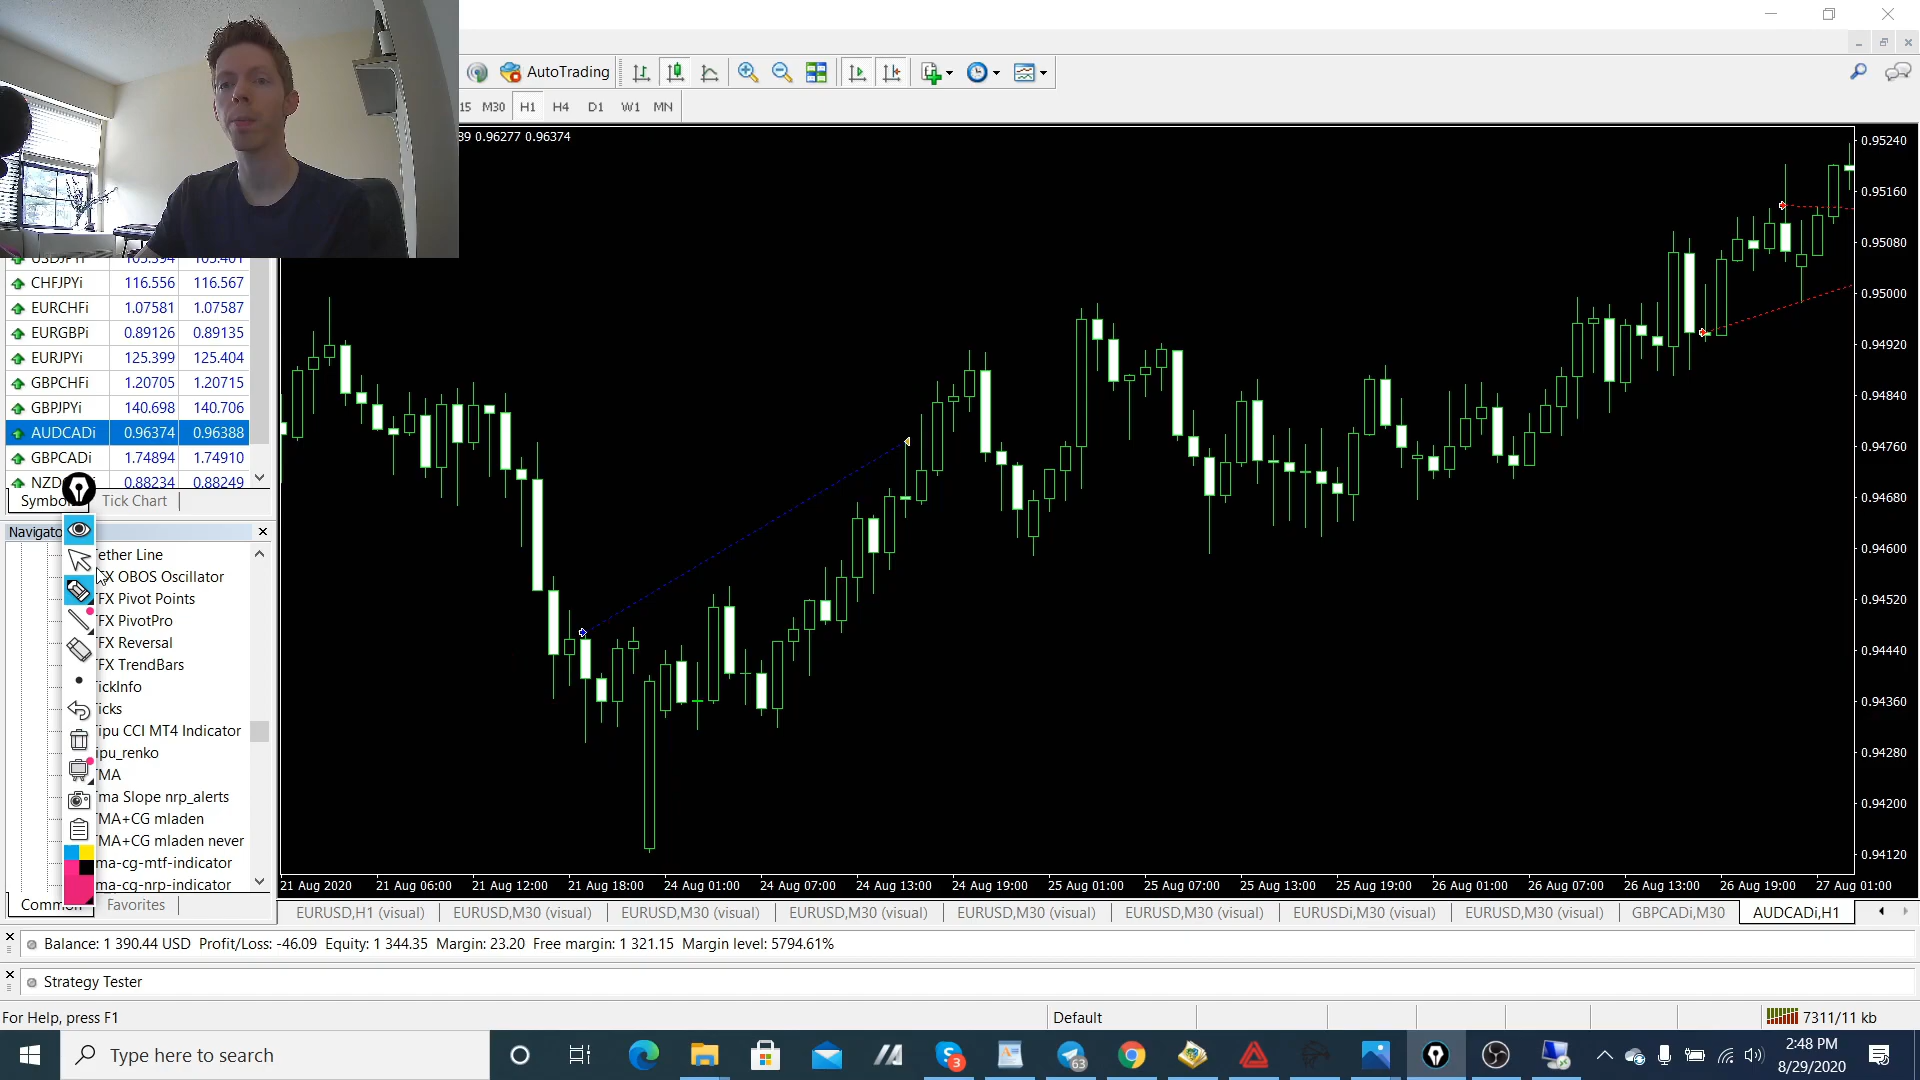 AutoTrading
15 M30 H1 H4 D1 W1 MN
89 0.96277 0.96374
USDJPYi 105.394 105.401
CHFJPYi 116.556 116.567
EURCHFi 1.07581 1.07587
EURGBPi 0.89126 0.89135
EURJPYi 125.399 125.404
GBPCHFi 1.20705 1.20715
GBPJPYi 140.698 140.706
AUDCADi 0.96374 0.96388
GBPCADi 1.74894 1.74910
NZD 0.88234 0.88249
Symbo Tick Chart
Navigato
ether Line
FX OBOS Oscillator
FX Pivot Points
FX PivotPro
FX Reversal
FX TrendBars
ickInfo
icks
ipu CCI MT4 Indicator
ipu_renko
MA
ma Slope nrp_alerts
MA+CG mladen
MA+CG mladen never
ma-cg-mtf-indicator
ma-cg-nrp-indicator
Common Favorites
0.95240
0.95160
0.95080
0.95000
0.94920
0.94840
0.94760
0.94680
0.94600
0.94520
0.94440
0.94360
0.94280
0.94200
0.94120
21 Aug 2020 21 Aug 06:00 21 Aug 12:00 21 Aug 18:00 24 Aug 01:00 24 Aug 07:00 24 Aug 13:00 24 Aug 19:00 25 Aug 01:00 25 Aug 07:00 25 Aug 13:00 25 Aug 19:00 26 Aug 01:00 26 Aug 07:00 26 Aug 13:00 26 Aug 19:00 27 Aug 01:00
EURUSD,H1 (visual) EURUSD,M30 (visual) EURUSD,M30 (visual) EURUSD,M30 (visual) EURUSD,M30 (visual) EURUSD,M30 (visual) EURUSDi,M30 (visual) EURUSD,M30 (visual) GBPCADi,M30 AUDCADi,H1
Balance: 1 390.44 USD Profit/Loss: -46.09 Equity: 1 344.35 Margin: 23.20 Free margin: 1 321.15 Margin level: 5794.61%
Strategy Tester
For Help, press F1
Default
7311/11 kb
Type here to search
3
63
2:48 PM
8/29/2020